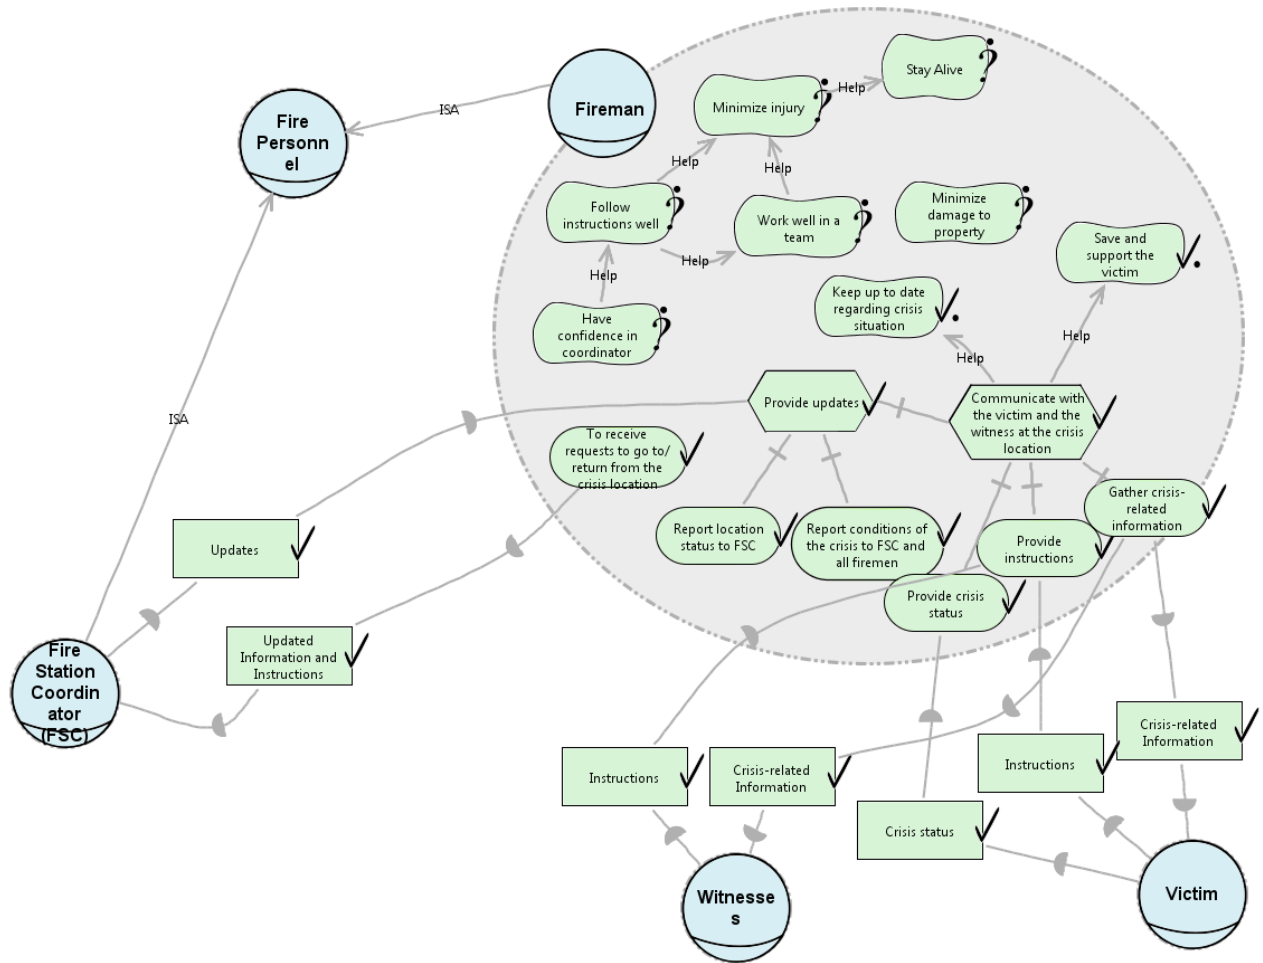 Stay Alive
Minimize injury
Help
Fireman
ISA
Fire
Personn
el
Help
Help
Follow
instructions well
Work well in a
team
Minimize
damage to
property
Save and
support the
victim
Help
Help
Keep up to date
regarding crisis
situation
Have
confidence in
coordinator
Help
Help
Provide updates
Communicate with
the victim and the
witness at the crisis
location
ISA
To receive
requests to go to/
return from the
crisis location
Gather crisis-
related
information
Report location
status to FSC
Report conditions of
the crisis to FSC and
all firemen
Provide
instructions
Updates
Provide crisis
status
Updated
Information and
Instructions
Fire
Station
Coordin
ator
(FSC)
Crisis-related
Information
Instructions
Crisis-related
Information
Instructions
Crisis status
Witnesse
s
Victim